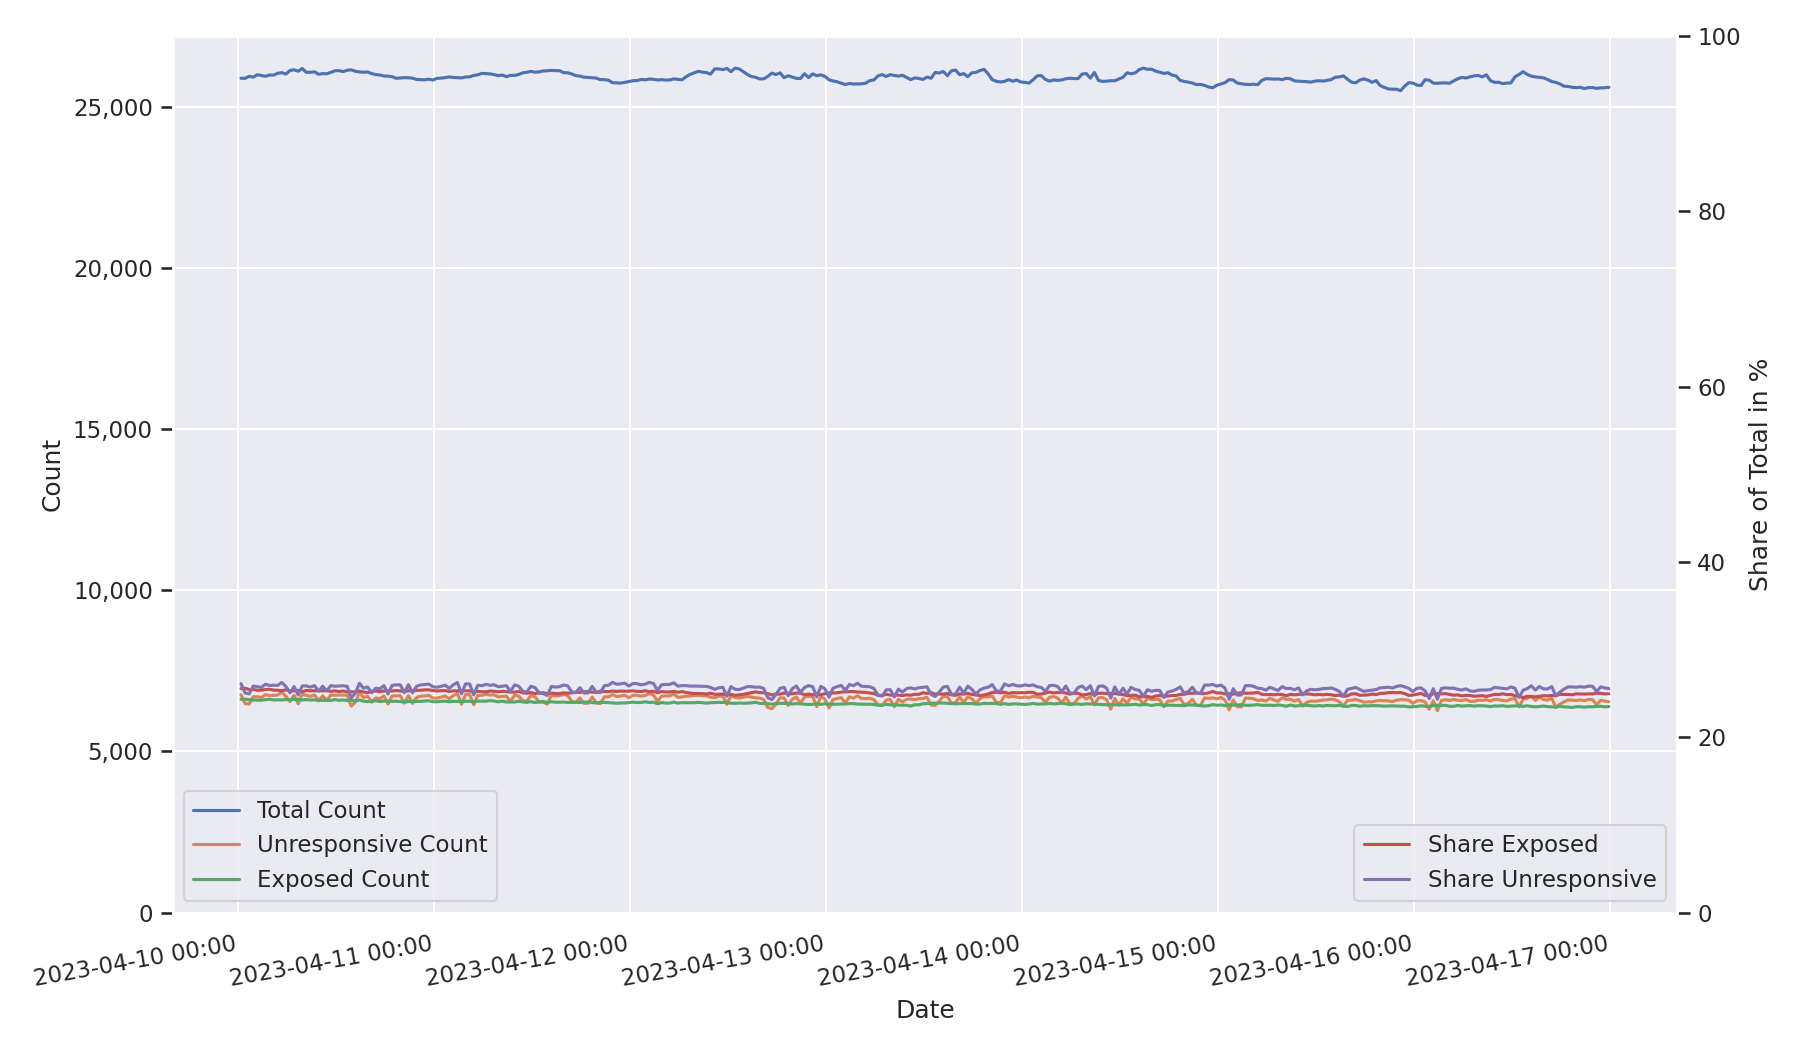 100
25,000
80
20,000
60
15,000
Count
Share of Total in %
40
10,000
20
5,000
Total Count
Unresponsive Count
Exposed Count
Share Exposed
Share Unresponsive
0
0
2023-04-10 00:00
2023-04-11 00:00
2023-04-12 00:00
2023-04-13 00:00
2023-04-14 00:00
2023-04-15 00:00
2023-04-16 00:00
2023-04-17 00:00
Date